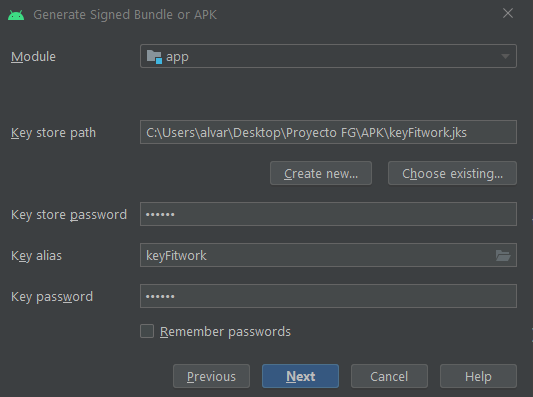 Generate Signed Bundle or APK
Module app
Key store path C:\Users\alvar\Desktop\Proyecto FG\APK\keyFitwork.jks
Create new... Choose existing...
Key store password ••••••
Key alias keyFitwork
Key password ••••••
Remember passwords
Previous Next Cancel Help